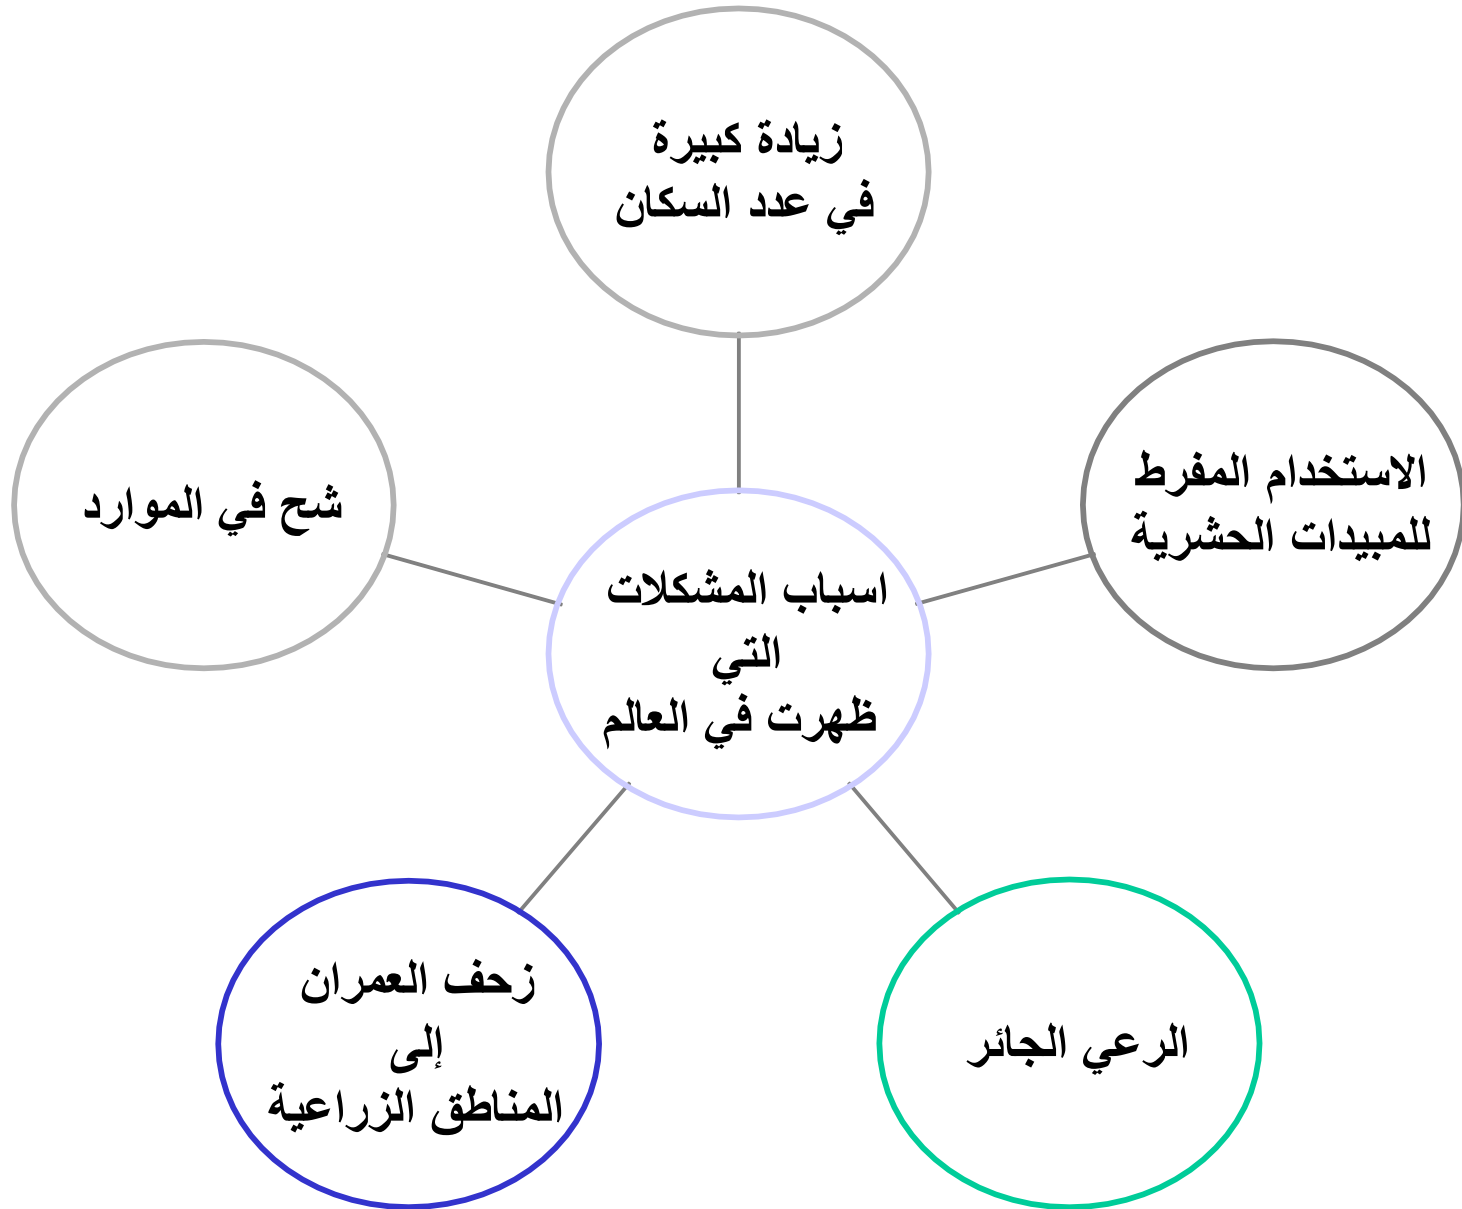 زيادة كبيرة
في عدد السكان
الاستخدام المفرط
للمبيدات الحشرية
شح في الموارد
اسباب المشكلات
التي
ظهرت في العالم
الرعي الجائر
زحف العمران
إلى
المناطق الزراعية